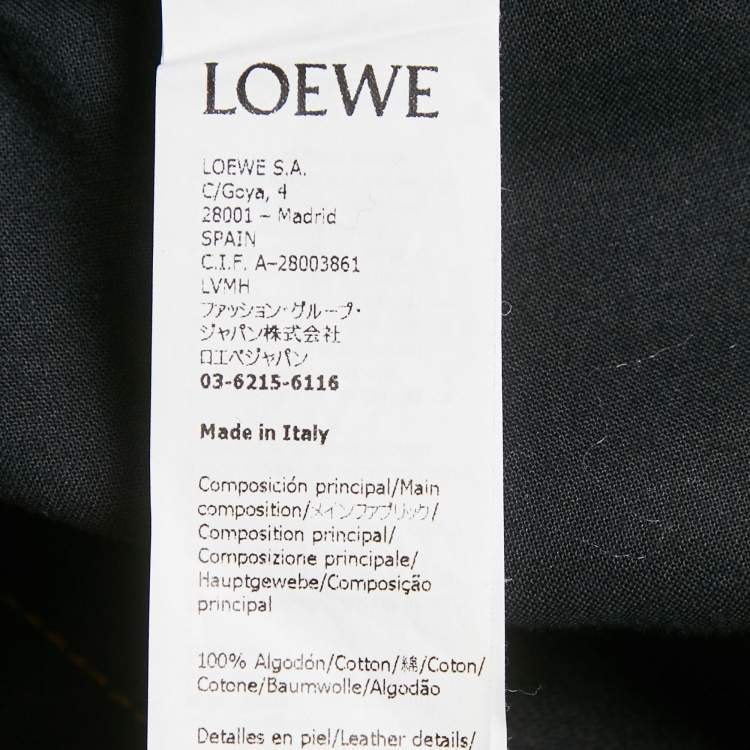 LOEWE
LOEWE S.A.
C/Goya, 4
28001 – Madrid
SPAIN
C.I.F. A–28003861
LVMH
ファッション・グループ・
ジャパン株式会社
ロエベジャパン
03-6215-6116
Made in Italy
Composición principal/Main
composition/メインファブリック/
Composition principal/
Composizione principale/
Hauptgewebe/Composição
principal
100% Algodón/Cotton/綿/Coton/
Cotone/Baumwolle/Algodão
Detalles en piel/Leather details/